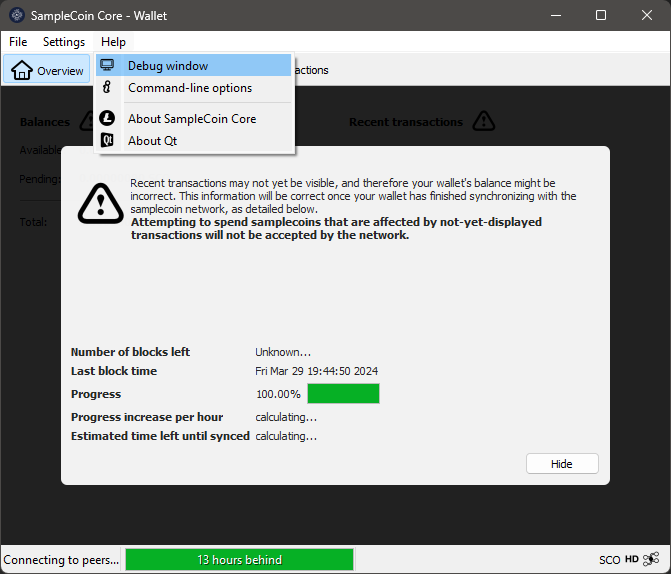 SampleCoin Core - Wallet
File Settings Help
Overview
actions
Debug window
Command-line options
About SampleCoin Core
About Qt
Balances
Recent transactions
Available
Pending:
Total:
Recent transactions may not yet be visible, and therefore your wallet's balance might be
incorrect. This information will be correct once your wallet has finished synchronizing with the
samplecoin network, as detailed below.
Attempting to spend samplecoins that are affected by not-yet-displayed
transactions will not be accepted by the network.
Number of blocks left Unknown...
Last block time Fri Mar 29 19:44:50 2024
Progress 100.00%
Progress increase per hour calculating...
Estimated time left until synced calculating...
Hide
Connecting to peers... 13 hours behind SCO HD